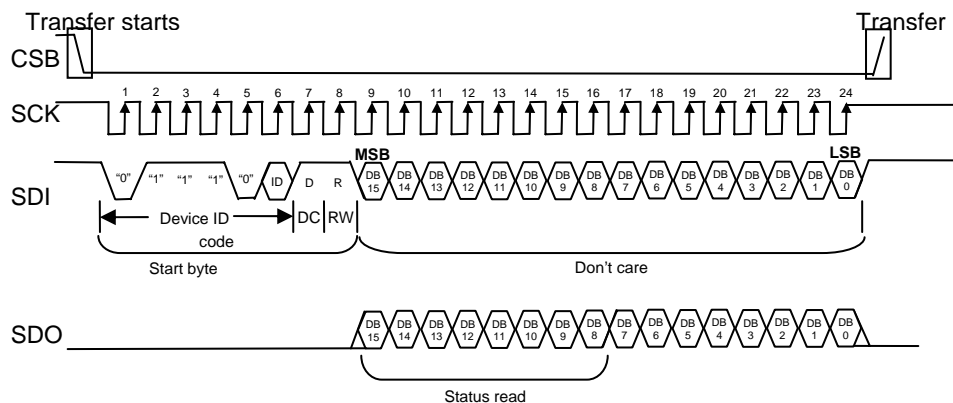 Transfer starts
Transfer
CSB
1 2 3 4 5 6 7 8 9 10 11 12 13 14 15 16 17 18 19 20 21 22 23 24
SCK
MSB
LSB
SDI
"0" "1" "1" "1" "0" ID D R DB 15 DB 14 DB 13 DB 12 DB 11 DB 10 DB 9 DB 8 DB 7 DB 6 DB 5 DB 4 DB 3 DB 2 DB 1 DB 0
Device ID code
DC
RW
Start byte
Don't care
SDO
DB 15 DB 14 DB 13 DB 12 DB 11 DB 10 DB 9 DB 8 DB 7 DB 6 DB 5 DB 4 DB 3 DB 2 DB 1 DB 0
Status read